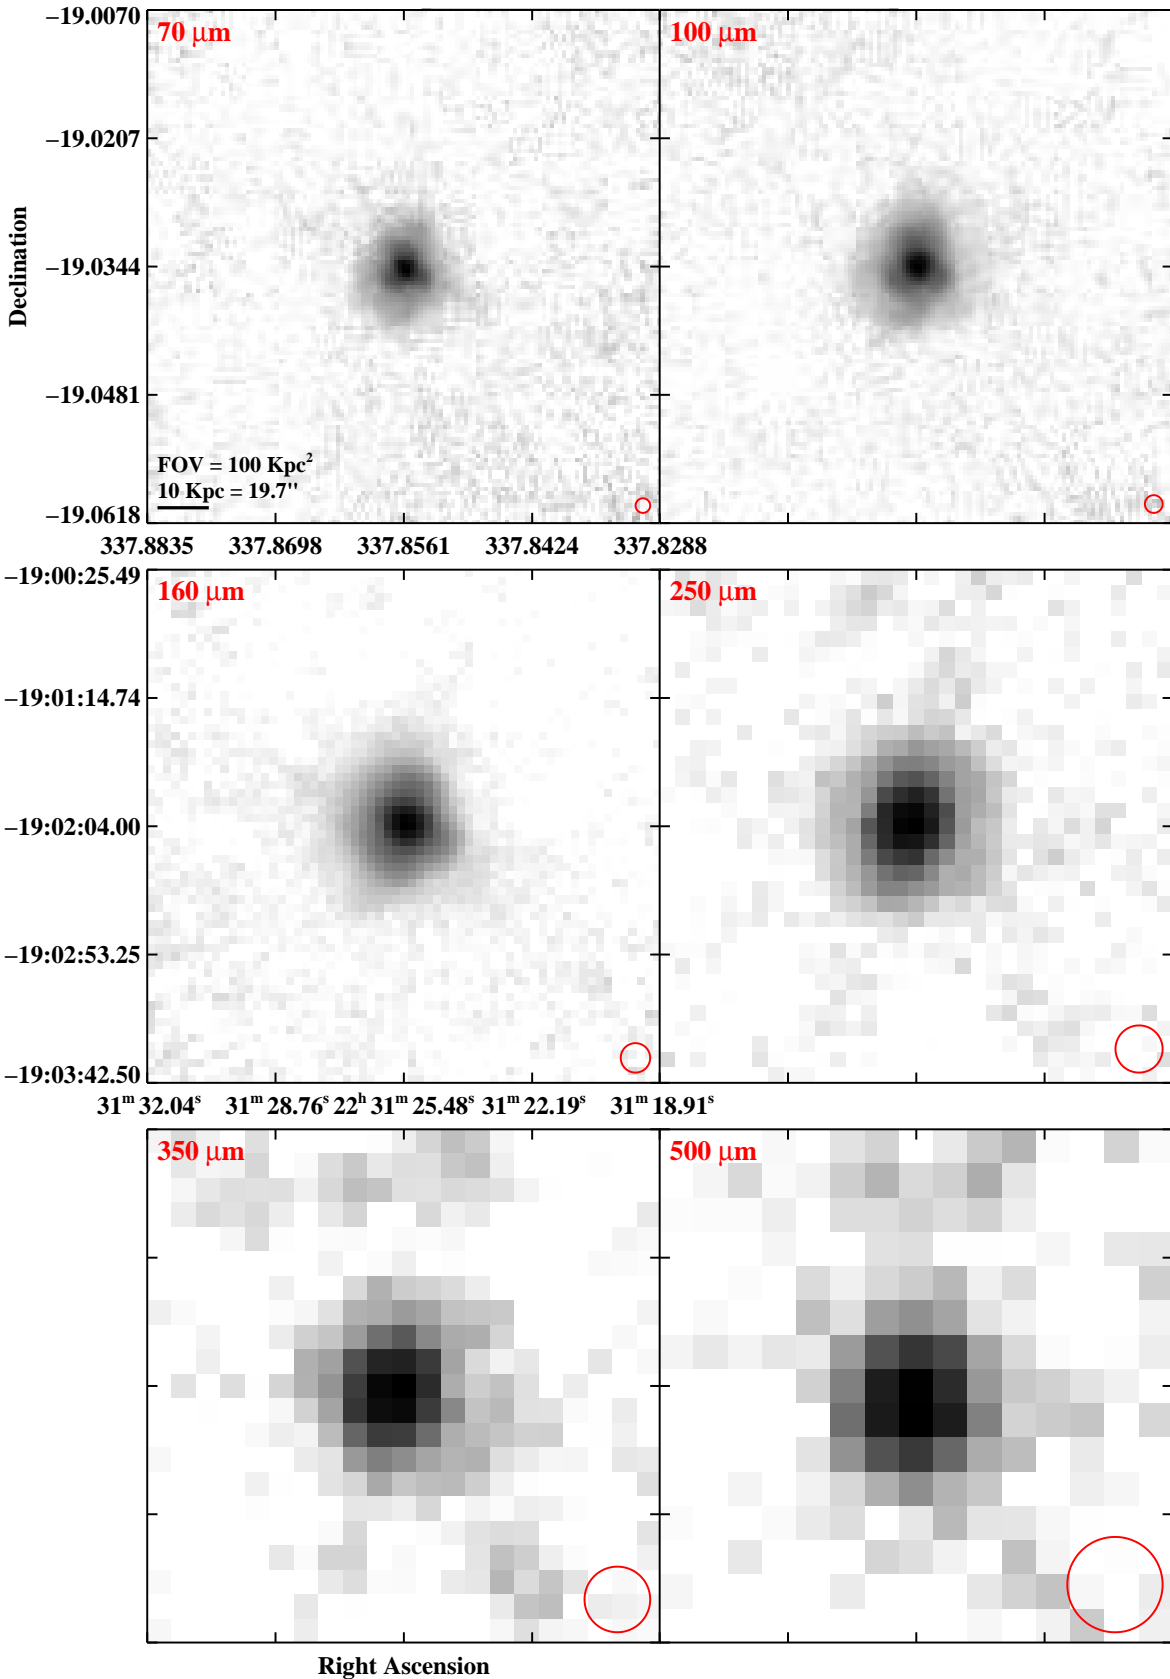 −19.0070
70 μm
100 μm
−19.0207
Declination
−19.0344
−19.0481
FOV = 100 Kpc²
10 Kpc = 19.7"
−19.0618
337.8835 337.8698 337.8561 337.8424 337.8288
−19:00:25.49
160 μm
250 μm
−19:01:14.74
−19:02:04.00
−19:02:53.25
−19:03:42.50
31ᵐ 32.04ˢ 31ᵐ 28.76ˢ 22ʰ 31ᵐ 25.48ˢ 31ᵐ 22.19ˢ 31ᵐ 18.91ˢ
350 μm
500 μm
Right Ascension